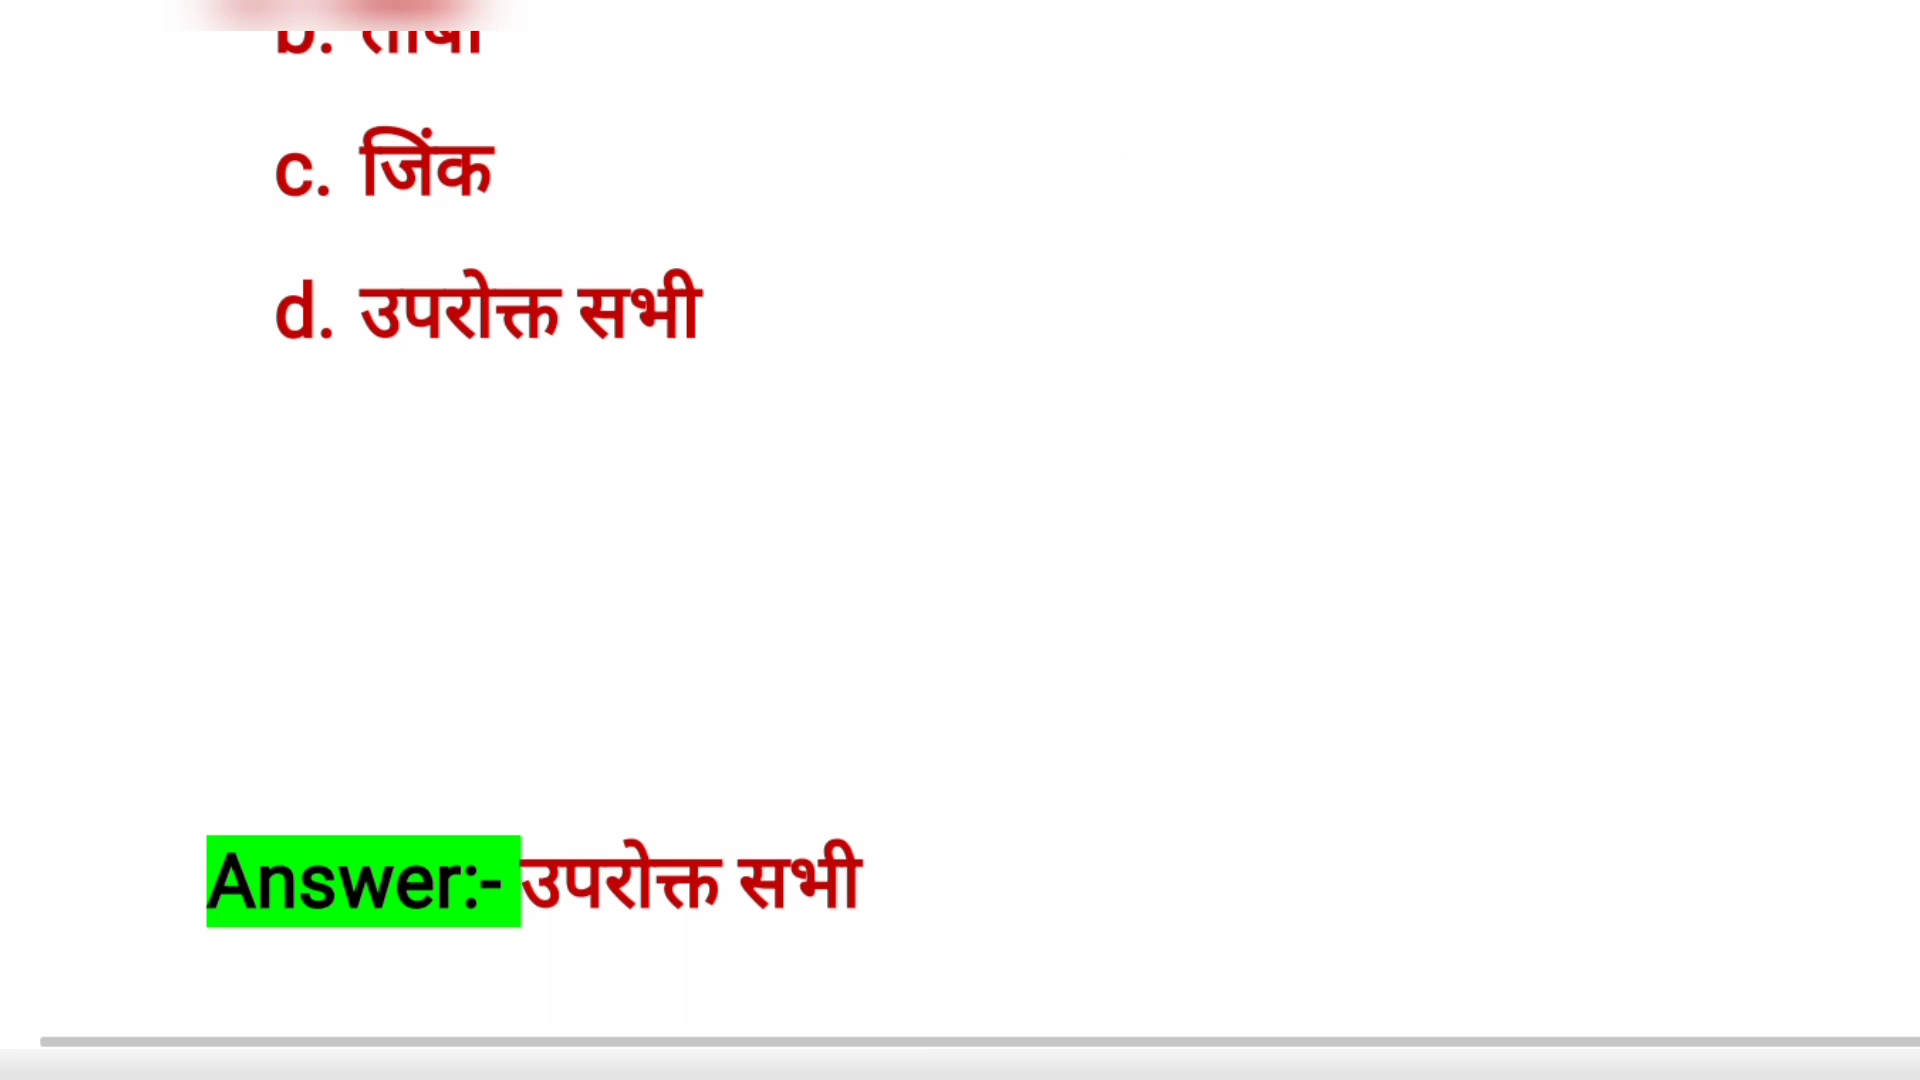 b. तांबा
c. जिंक
d. उपरोक्त सभी
Answer:- उपरोक्त सभी